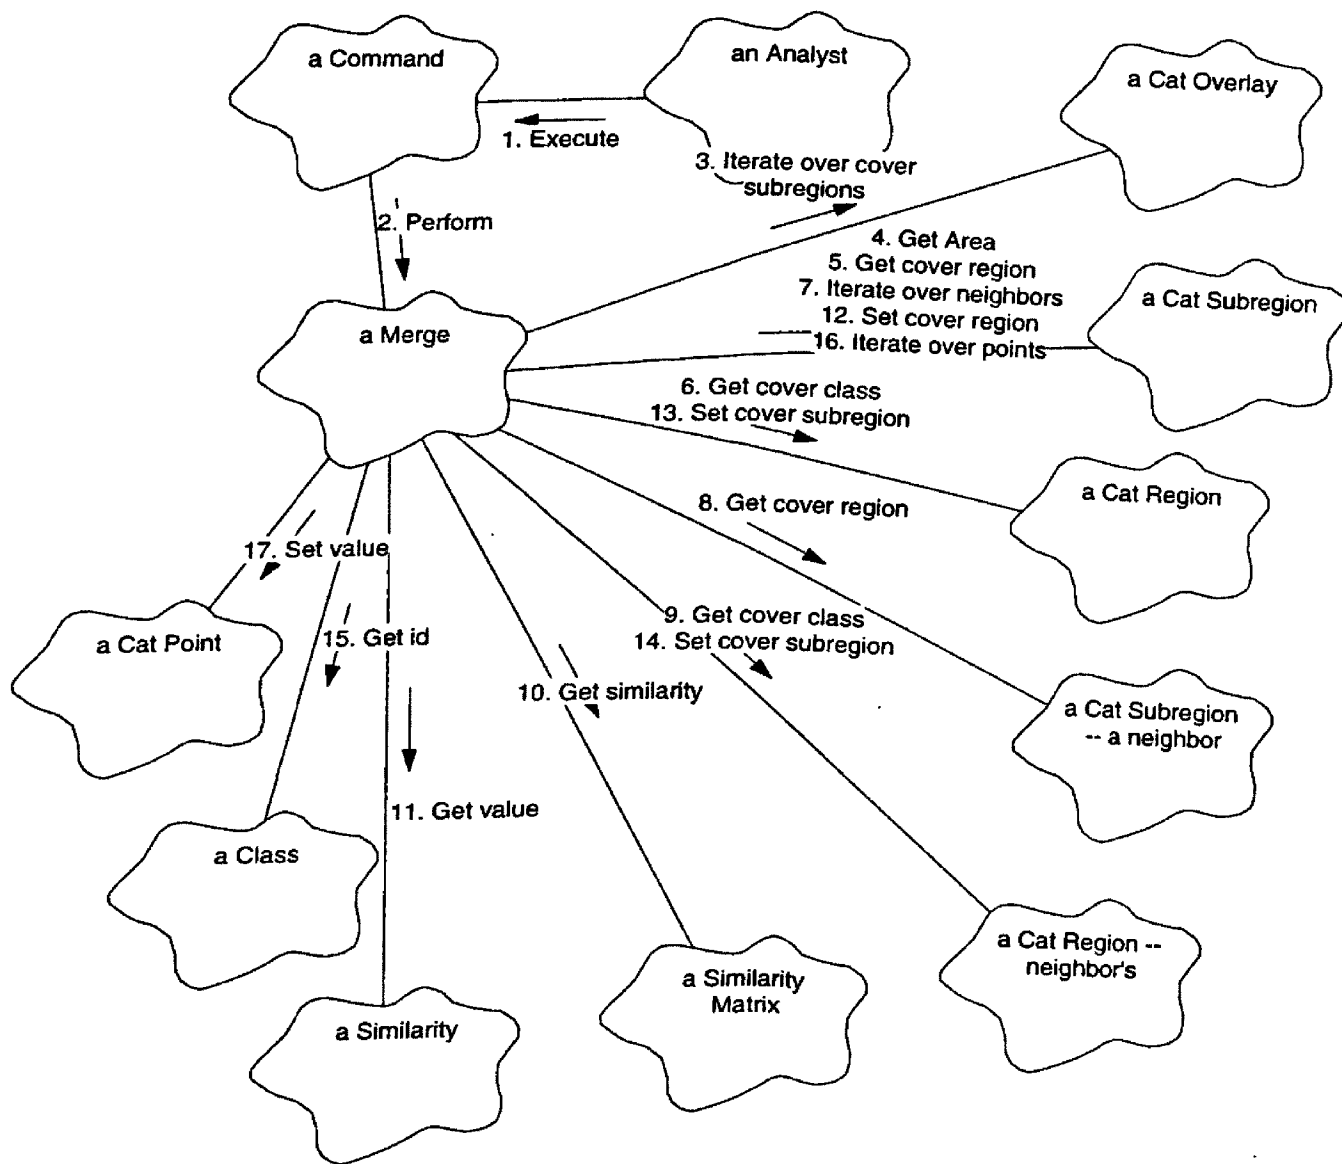 a Command
an Analyst
a Cat Overlay
1. Execute
3. Iterate over cover
subregions
2. Perform
4. Get Area
5. Get cover region
7. Iterate over neighbors
12. Set cover region
16. Iterate over points
a Cat Subregion
a Merge
6. Get cover class
13. Set cover subregion
a Cat Region
8. Get cover region
17. Set value
9. Get cover class
14. Set cover subregion
a Cat Point
15. Get id
10. Get similarity
a Cat Subregion
-- a neighbor
11. Get value
a Class
a Cat Region --
neighbor's
a Similarity
Matrix
a Similarity